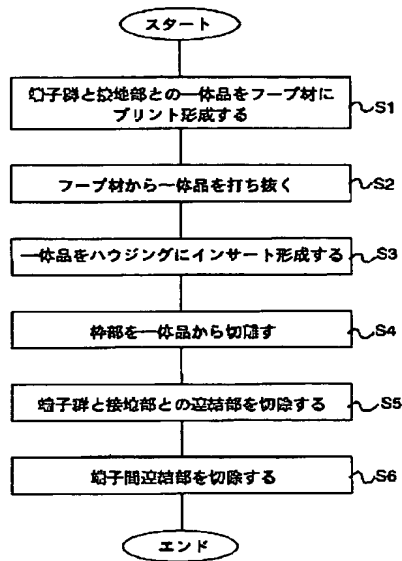 スタート
端子群と接地部との一体品をフープ材に
プリント形成する
S1
フープ材から一体品を打ち抜く
S2
一体品をハウジングにインサート形成する
S3
枠部を一体品から切離す
S4
端子群と接地部との連結部を切除する
S5
端子間連結部を切除する
S6
エンド